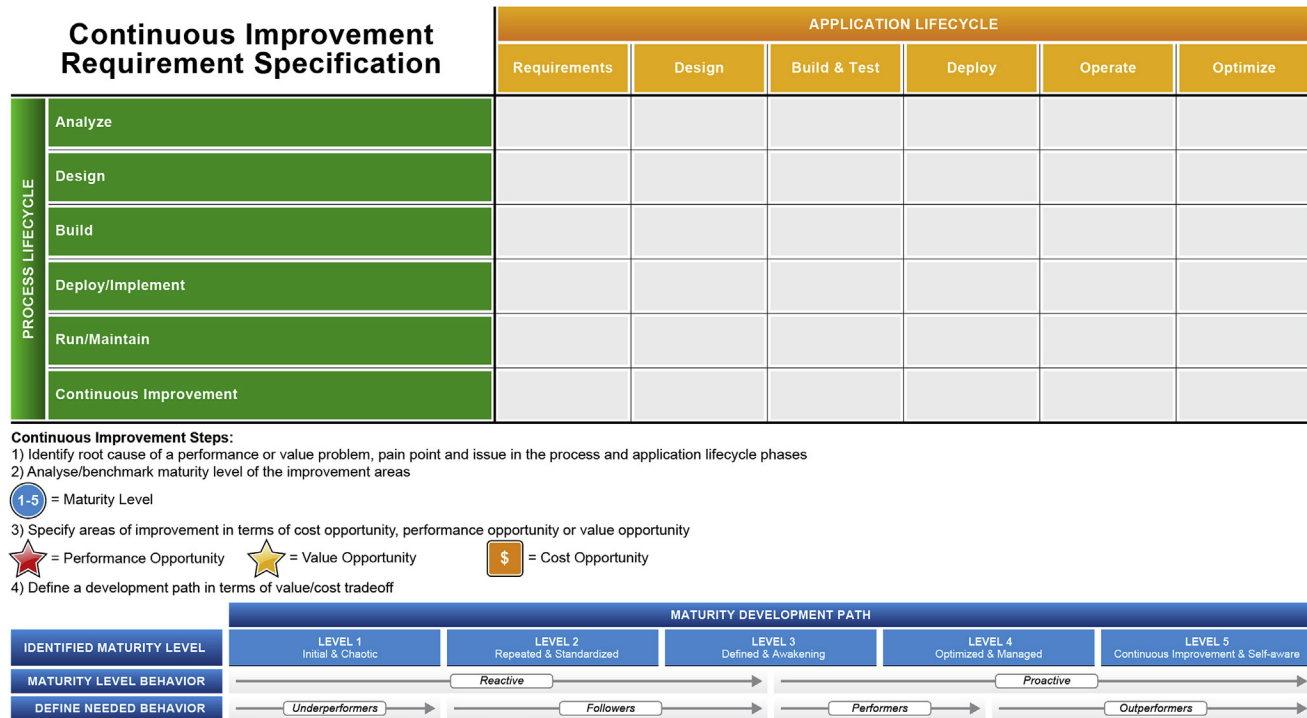 Continuous Improvement
Requirement Specification
APPLICATION LIFECYCLE
Requirements
Design
Build & Test
Deploy
Operate
Optimize
PROCESS LIFECYCLE
Analyze
Design
Build
Deploy/Implement
Run/Maintain
Continuous Improvement
Continuous Improvement Steps:
1) Identify root cause of a performance or value problem, pain point and issue in the process and application lifecycle phases
2) Analyse/benchmark maturity level of the improvement areas
1-5 = Maturity Level
3) Specify areas of improvement in terms of cost opportunity, performance opportunity or value opportunity
= Performance Opportunity
= Value Opportunity
$ = Cost Opportunity
4) Define a development path in terms of value/cost tradeoff
MATURITY DEVELOPMENT PATH
IDENTIFIED MATURITY LEVEL
LEVEL 1
Initial & Chaotic
LEVEL 2
Repeated & Standardized
LEVEL 3
Defined & Awakening
LEVEL 4
Optimized & Managed
LEVEL 5
Continuous Improvement & Self-aware
MATURITY LEVEL BEHAVIOR
Reactive
Proactive
DEFINE NEEDED BEHAVIOR
Underperformers
Followers
Performers
Outperformers